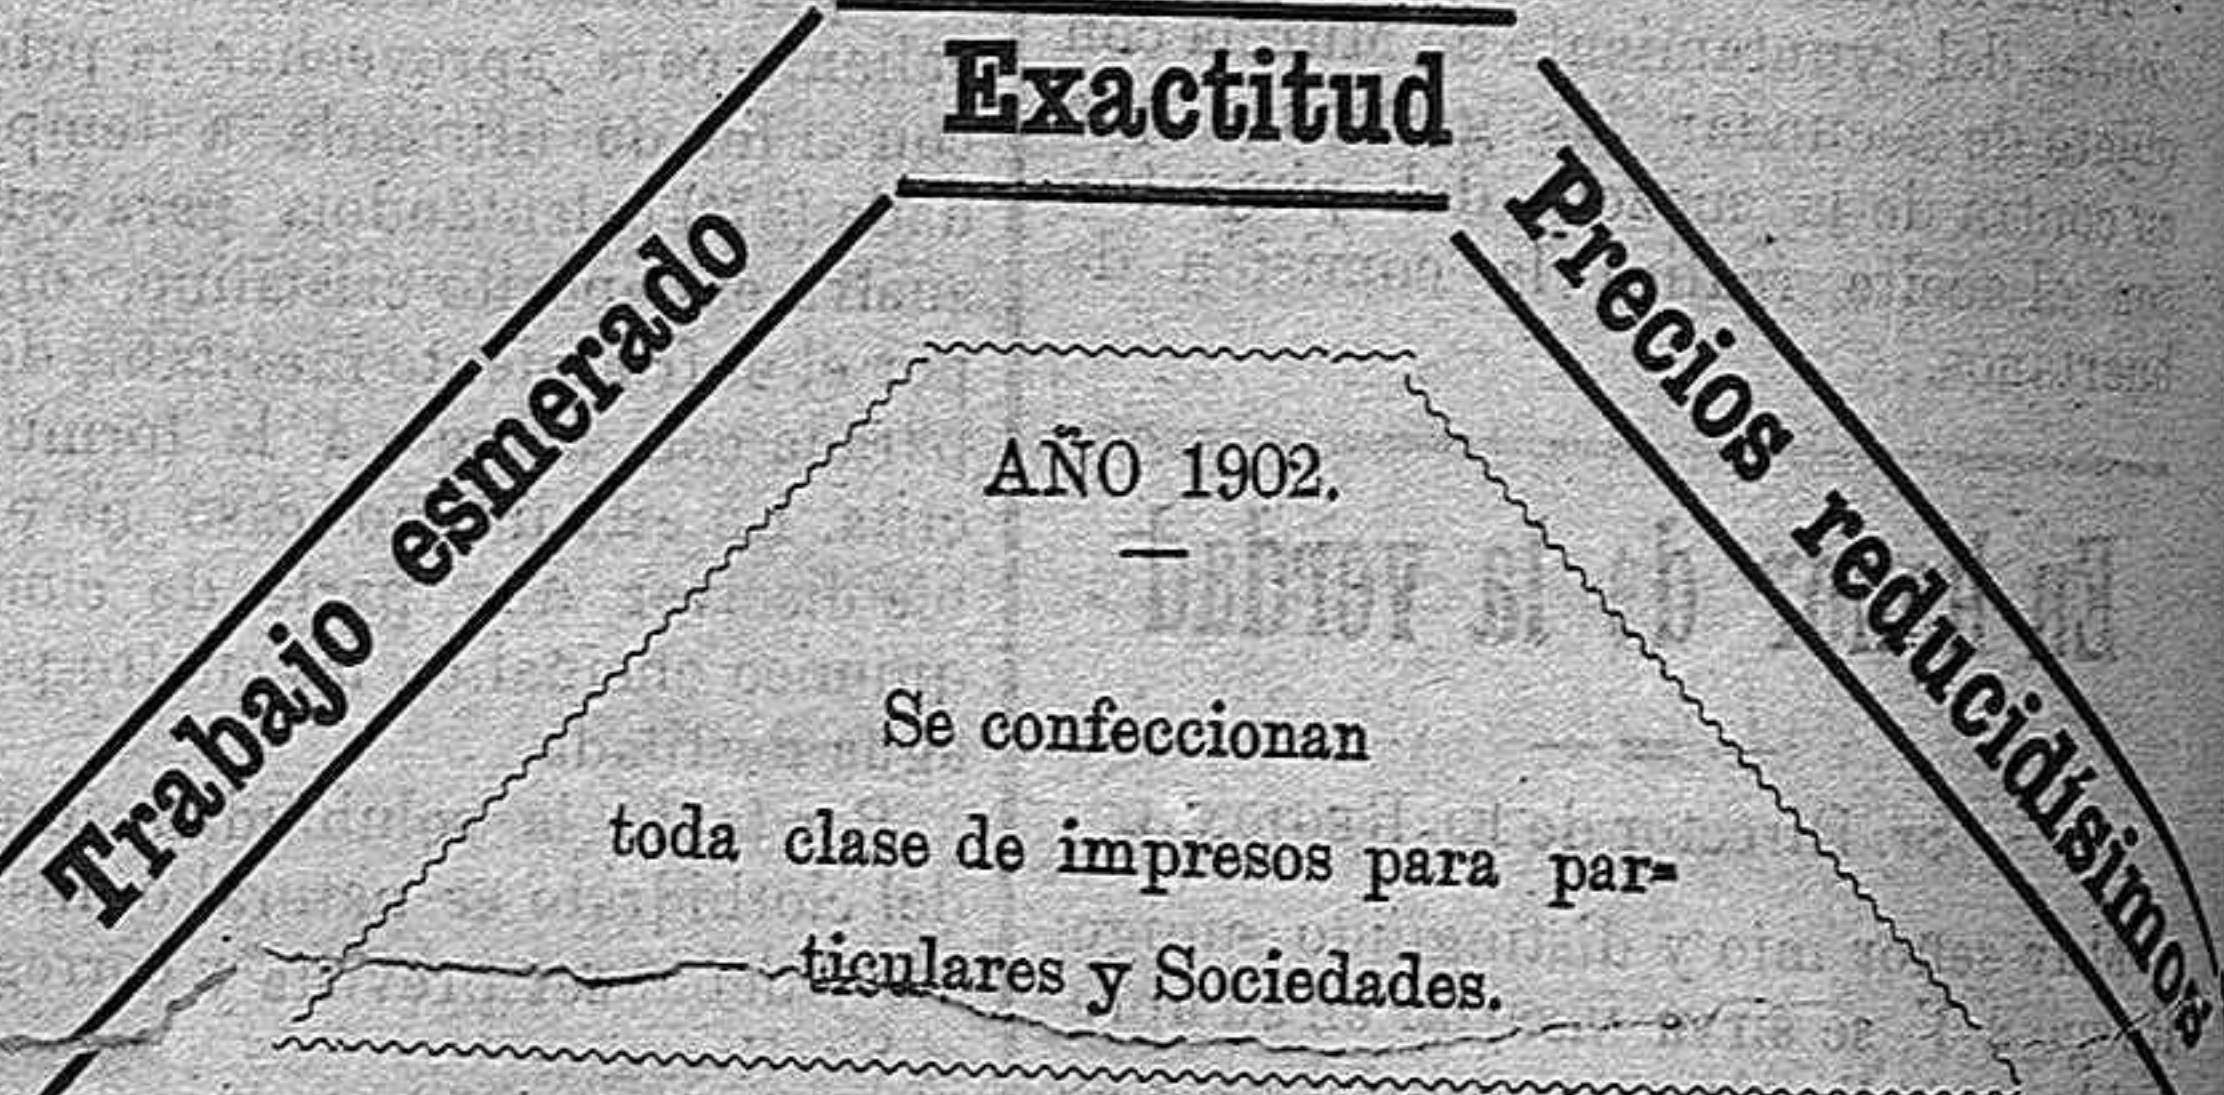 Trabajo esmerado
Exactitud
Precios reducidísimos
AÑO 1902.
Se confeccionan
toda clase de impresos para par-
ticulares y Sociedades.